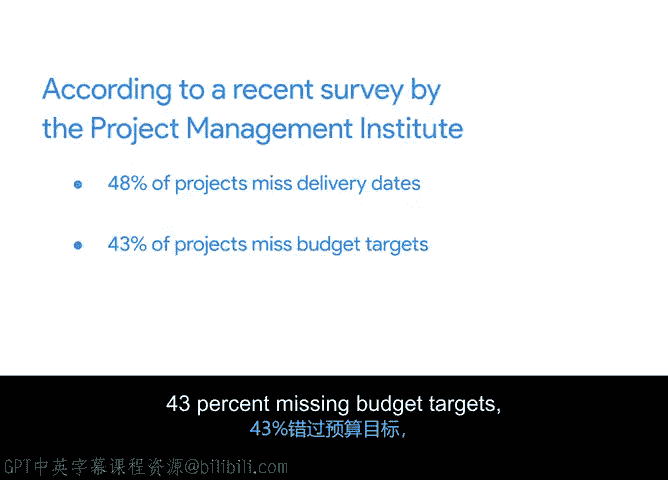 According to a recent survey by
the Project Management Institute
● 48% of projects miss delivery dates
● 43% of projects miss budget targets
43 percent missing budget targets,
43%错过预算目标，
GPT中英字幕课程资源@bilibili.com